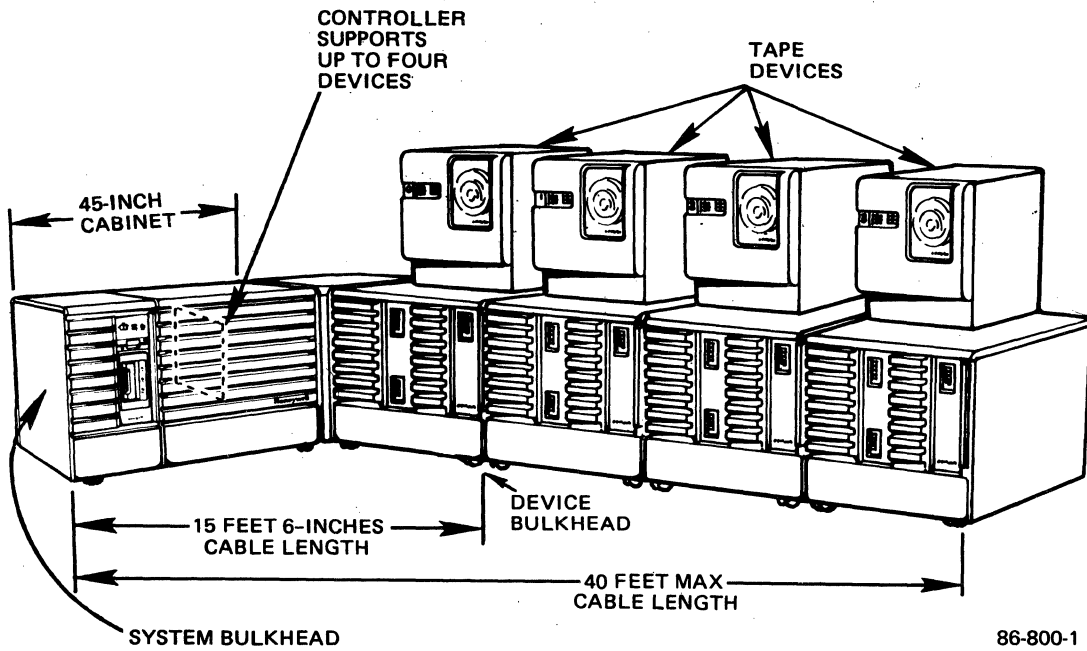 CONTROLLER
SUPPORTS
UP TO FOUR
DEVICES
TAPE
DEVICES
45-INCH
CABINET
DEVICE
BULKHEAD
15 FEET 6-INCHES
CABLE LENGTH
40 FEET MAX
CABLE LENGTH
SYSTEM BULKHEAD
86-800-1